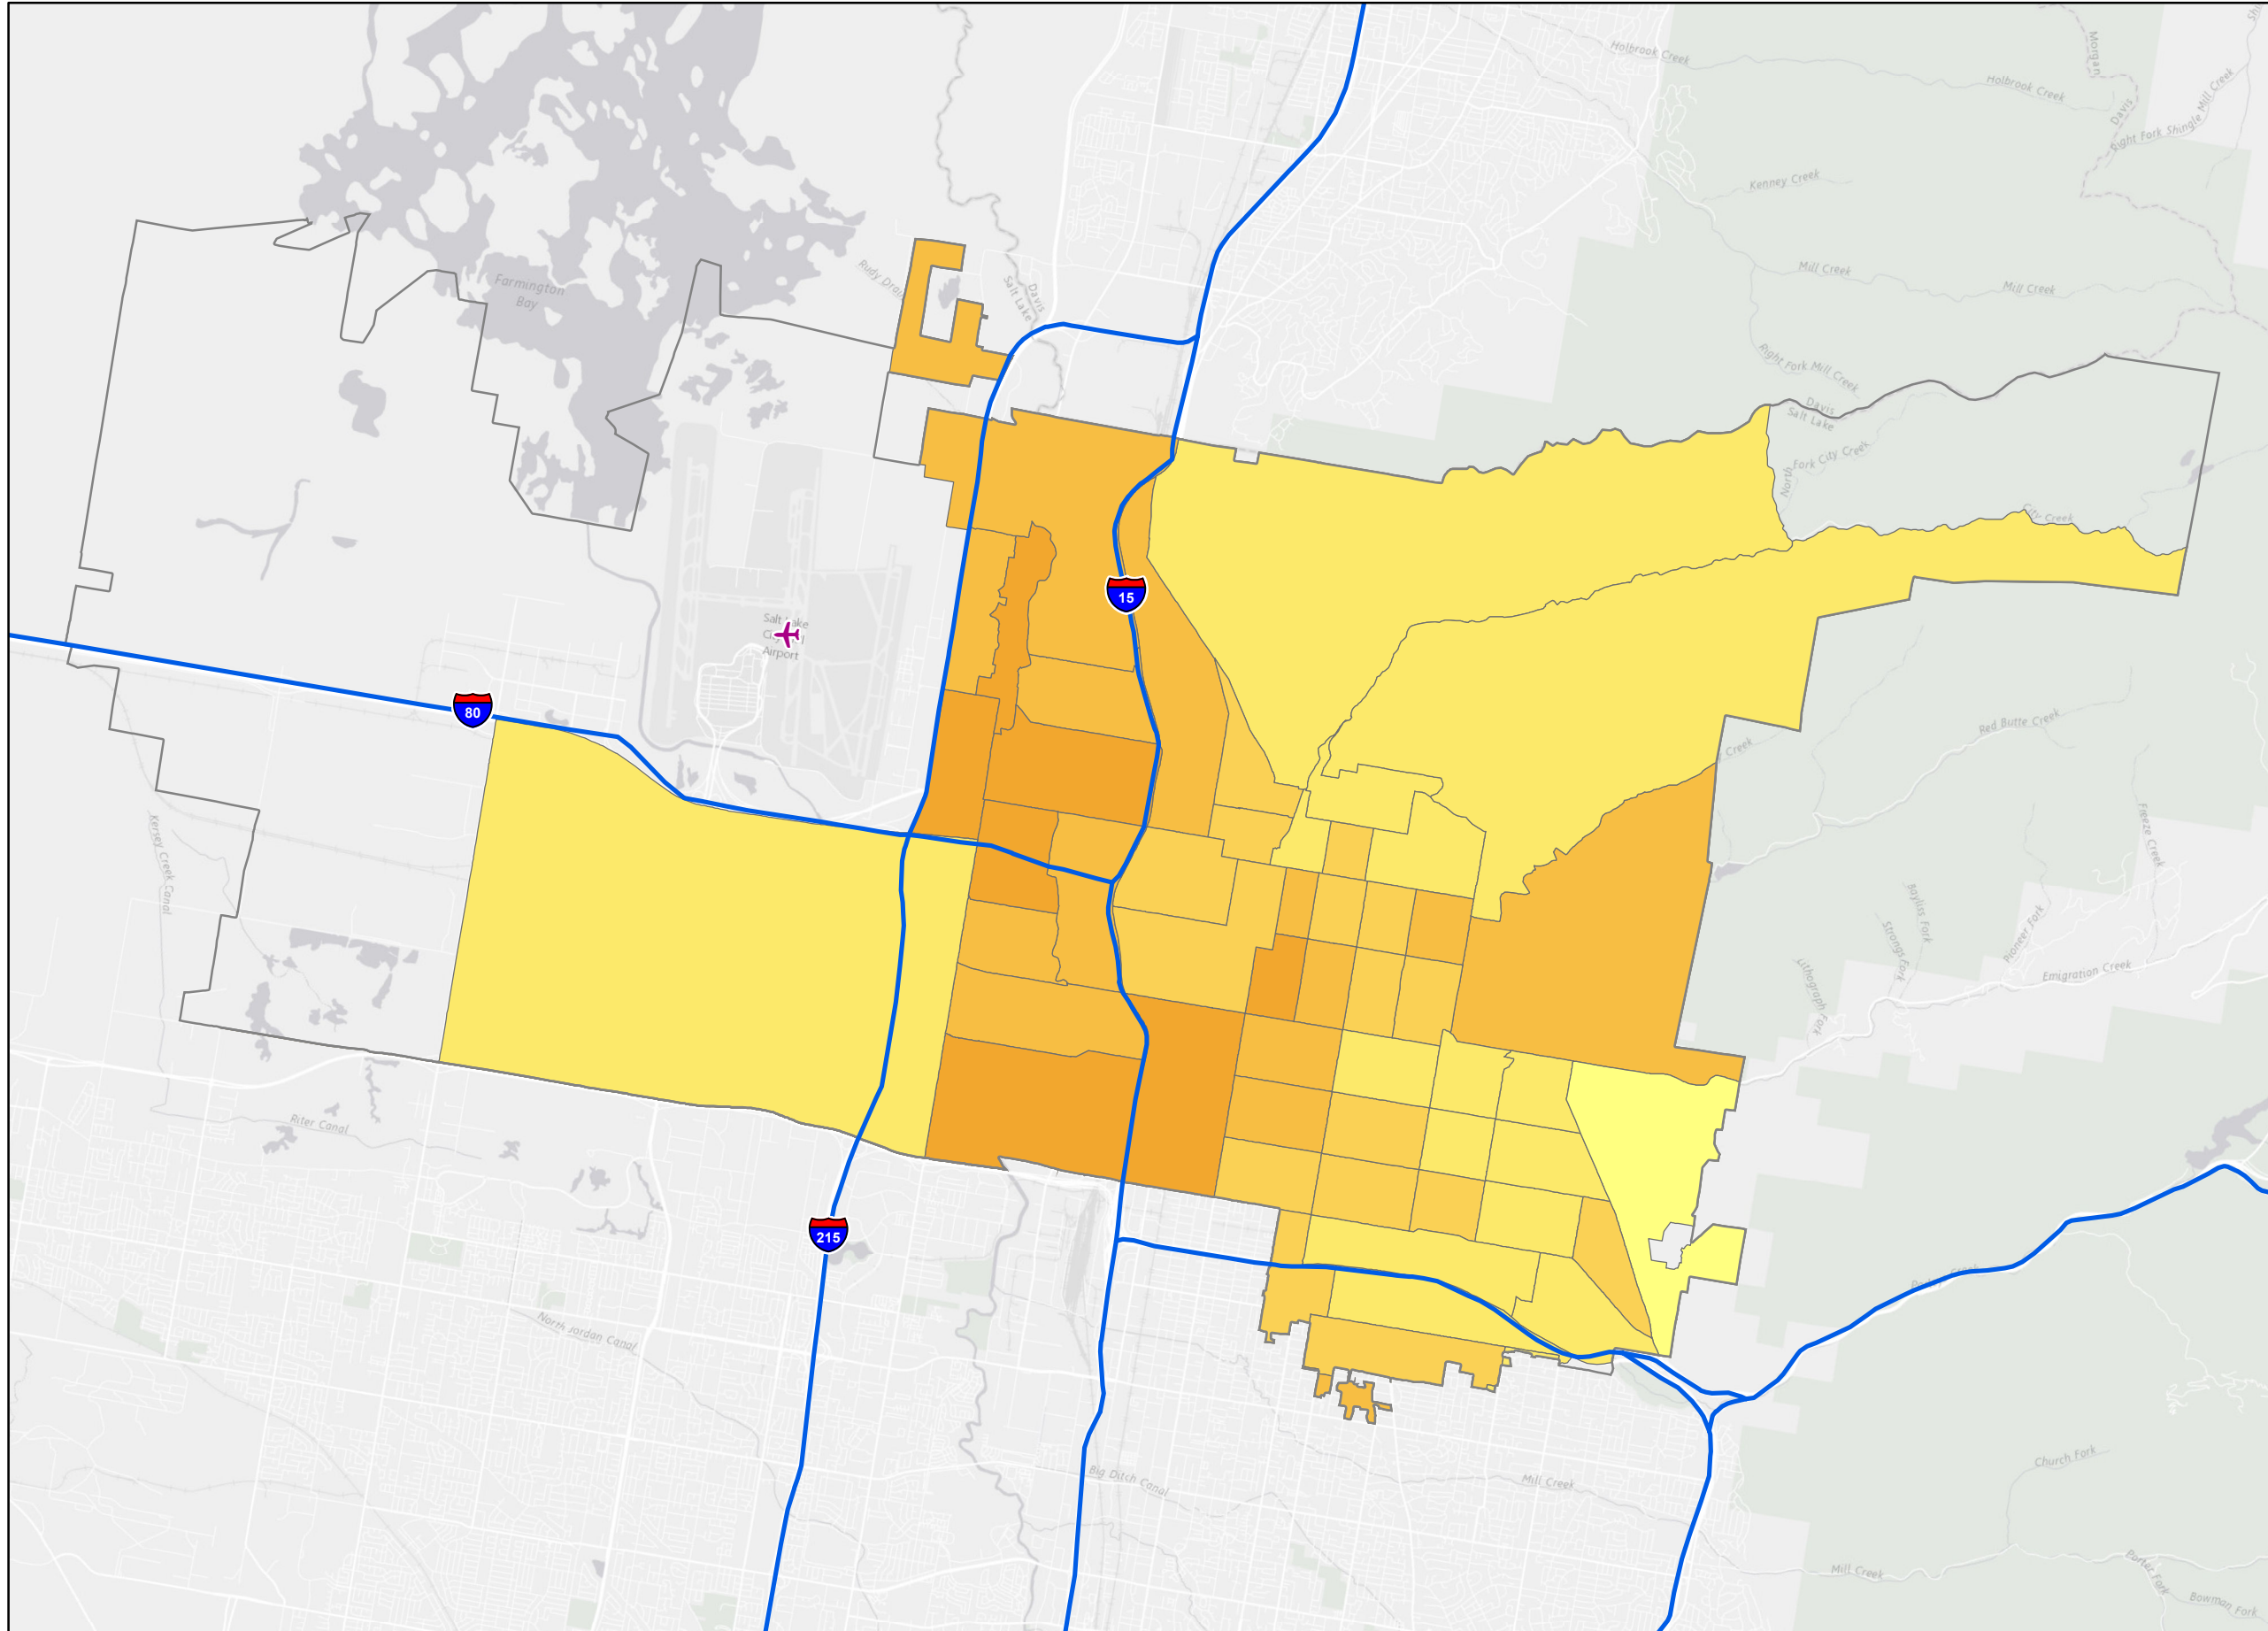 Holbrook Creek
Holbrook Creek
Morgan
Davis
Right Fork Shingle Mill Creek
Kenney Creek
Mill Creek
Mill Creek
Farmington
Bay
Davis
Salt Lake
Right Fork Mill Creek
Davis
Salt Lake
North
Fork City Creek
City Creek
15
Salt Lake
Airport
80
Creek
Red Butte Creek
Kersey Creek Canal
Freeze Creek
Bayliss Fork
Strongs Fork
Pioneer Fork
Lithograph Fork
Emigration Creek
Riter Canal
215
North Jordan Canal
Big Ditch Canal
Mill Creek
Church Fork
Mill Creek
Porter Fork
Bowman Fork